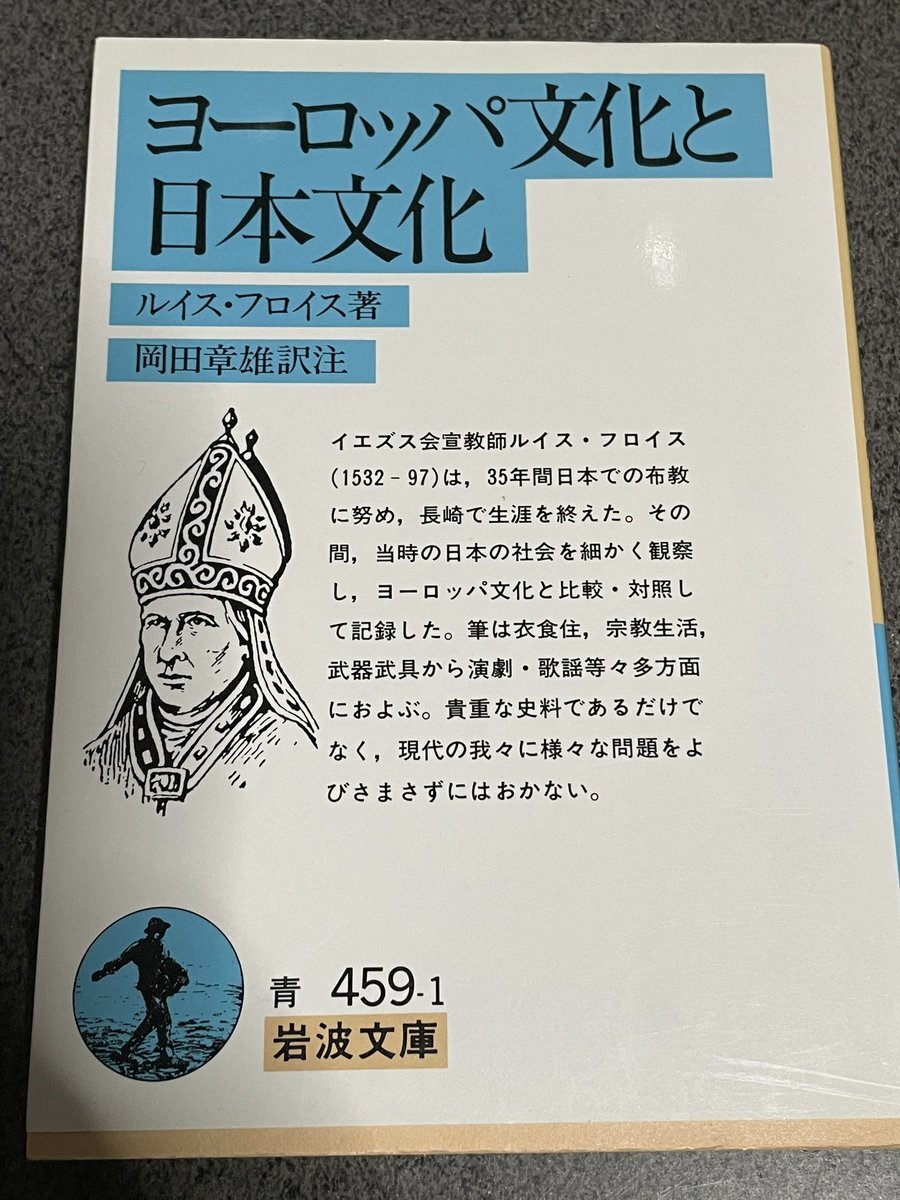 ヨーロッパ文化と
日本文化
ルイス・フロイス著
岡田章雄訳注
イエズス会宣教師ルイス・フロイス
(1532‐97)は，35年間日本での布教
に努め，長崎で生涯を終えた。その
間，当時の日本の社会を細かく観察
し，ヨーロッパ文化と比較・対照し
て記録した。筆は衣食住，宗教生活，
武器武具から演劇・歌謡等々多方面
におよぶ。貴重な史料であるだけで
なく，現代の我々に様々な問題をよ
びさまさずにはおかない。
青 459-1
岩波文庫